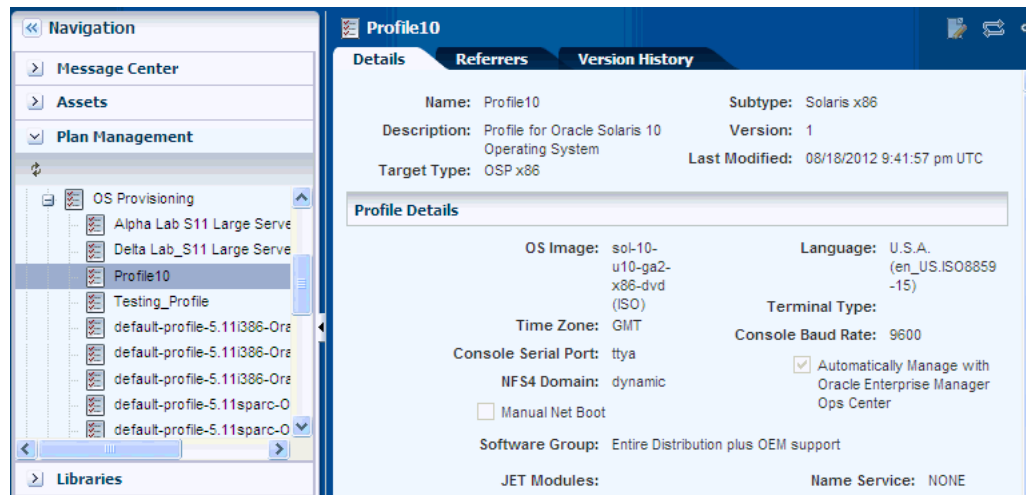 Navigation
Message Center
Assets
Plan Management
OS Provisioning
Alpha Lab S11 Large Serve
Delta Lab_S11 Large Serve
Profile10
Testing_Profile
default-profile-5.11i386-Ora
default-profile-5.11i386-Ora
default-profile-5.11i386-Ora
default-profile-5.11sparc-O
default-profile-5.11sparc-O
Libraries
Profile10
Details Referrers Version History
Name: Profile10
Description: Profile for Oracle Solaris 10
Operating System
Target Type: OSP x86
Subtype: Solaris x86
Version: 1
Last Modified: 08/18/2012 9:41:57 pm UTC
Profile Details
OS Image: sol-10-
u10-ga2-
x86-dvd
(ISO)
Time Zone: GMT
Console Serial Port: ttya
NFS4 Domain: dynamic
Manual Net Boot
Language: U.S.A.
(en_US.ISO8859
-15)
Terminal Type:
Console Baud Rate: 9600
Automatically Manage with
Oracle Enterprise Manager
Ops Center
Software Group: Entire Distribution plus OEM support
JET Modules:
Name Service: NONE